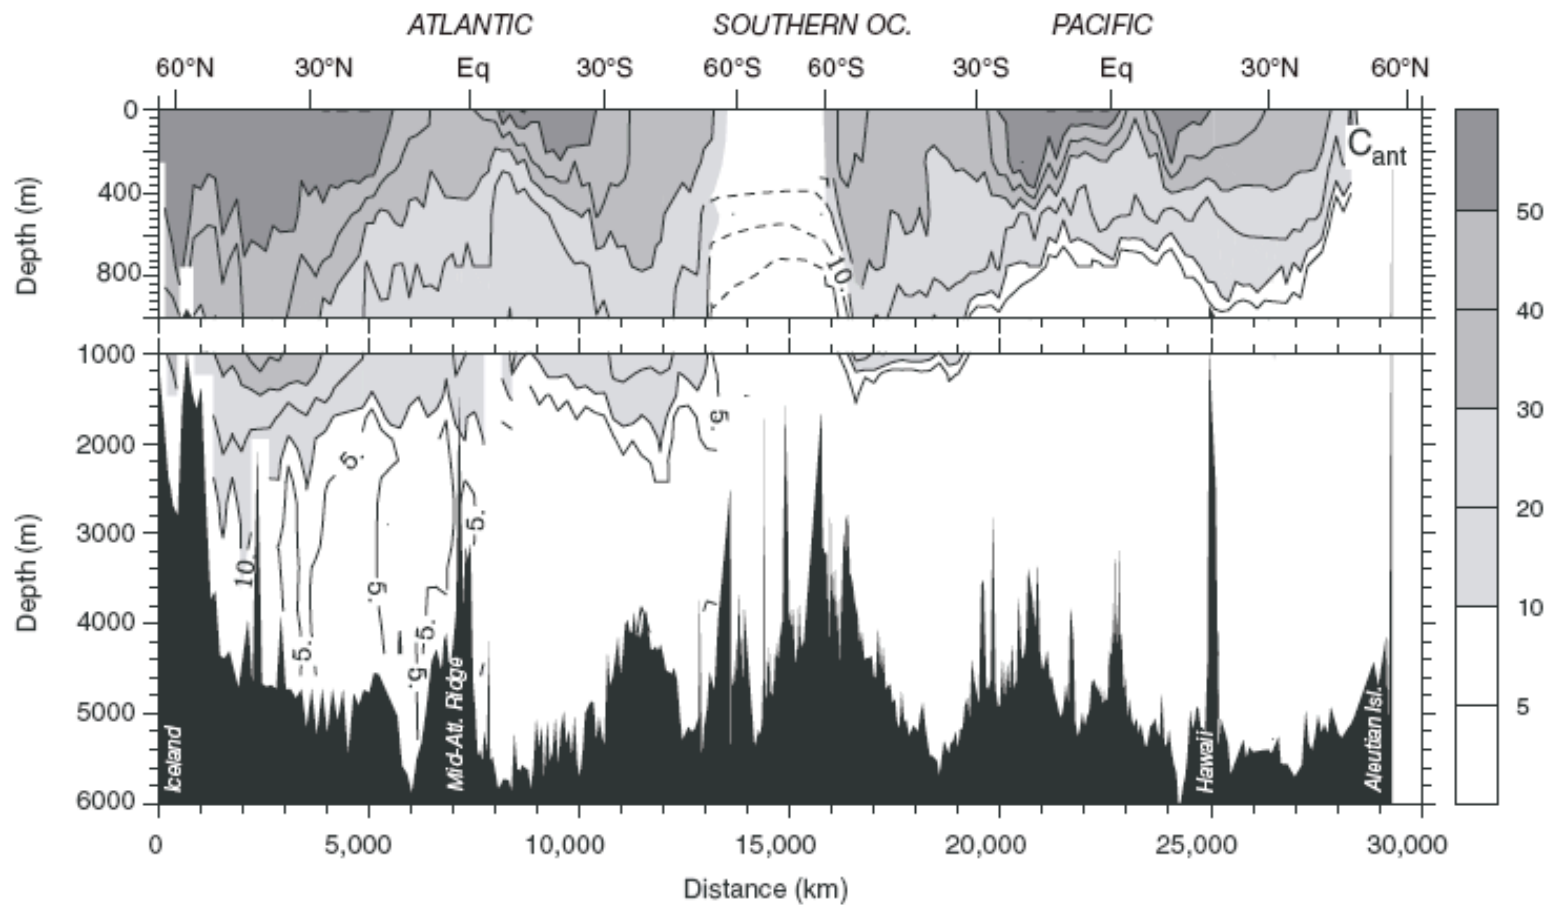 ATLANTIC SOUTHERN OC. PACIFIC
60°N 30°N Eq 30°S 60°S 60°S 30°S Eq 30°N 60°N
0
400
800
Depth (m)
C ant
10.
50
40
30
20
10
5
1000
2000
3000
4000
5000
6000
Depth (m)
5.
5.
5.
10.
5.
5.
5.
5.
Iceland
Mid-Atl. Ridge
Hawaii
Aleutian Isl.
0 5,000 10,000 15,000 20,000 25,000 30,000
Distance (km)